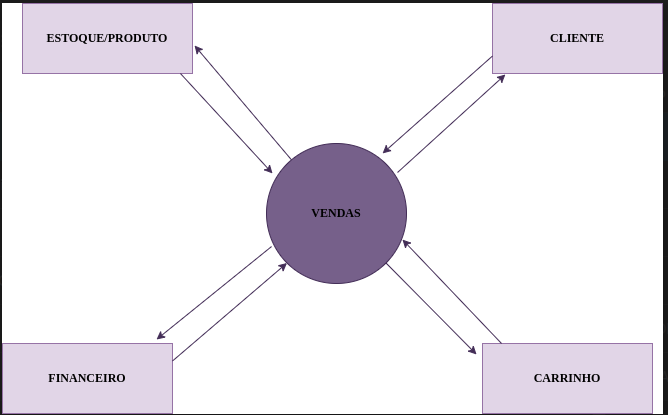 ESTOQUE/PRODUTO
CLIENTE
VENDAS
FINANCEIRO
CARRINHO